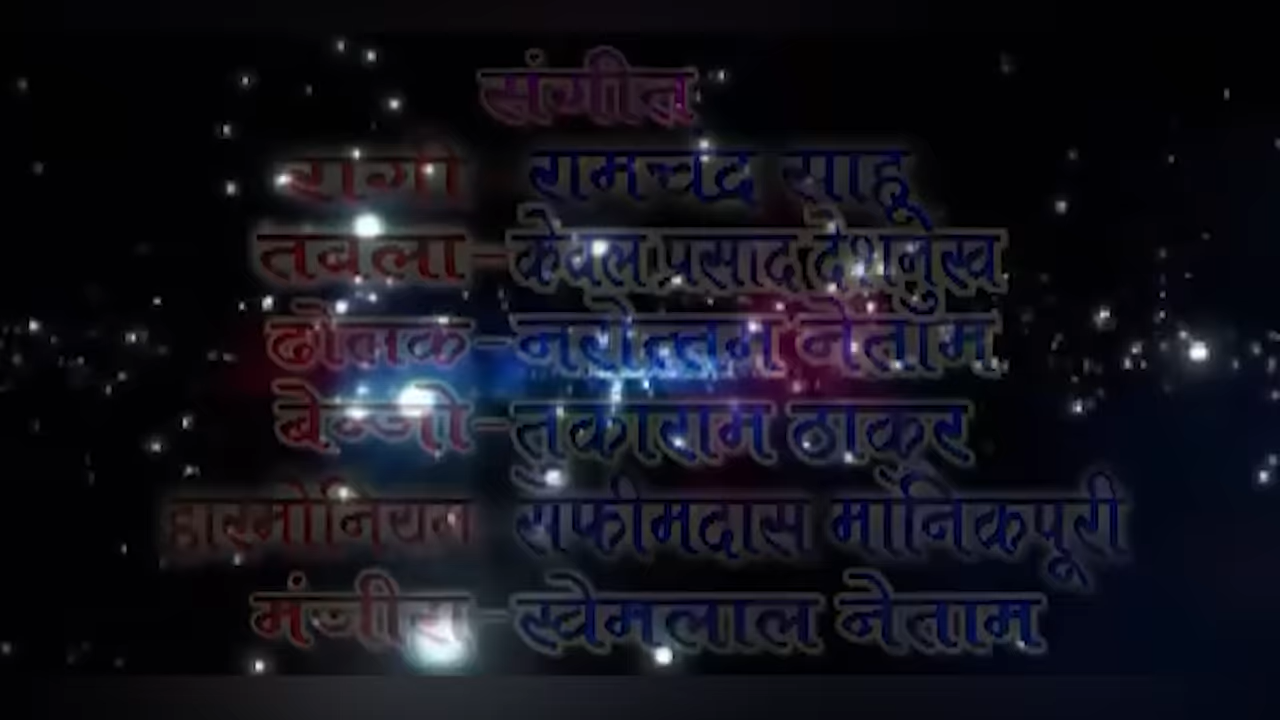 संगीत
रागी - रामचंद्र साहू
तबला - केवल प्रसाद देशमुख
ढोलक - नरोत्तम नेताम
बेन्जो - तुकाराम ठाकुर
हारमोनियम सफीमदास मानिकपूरी
मंजीरा - खेमलाल नेताम